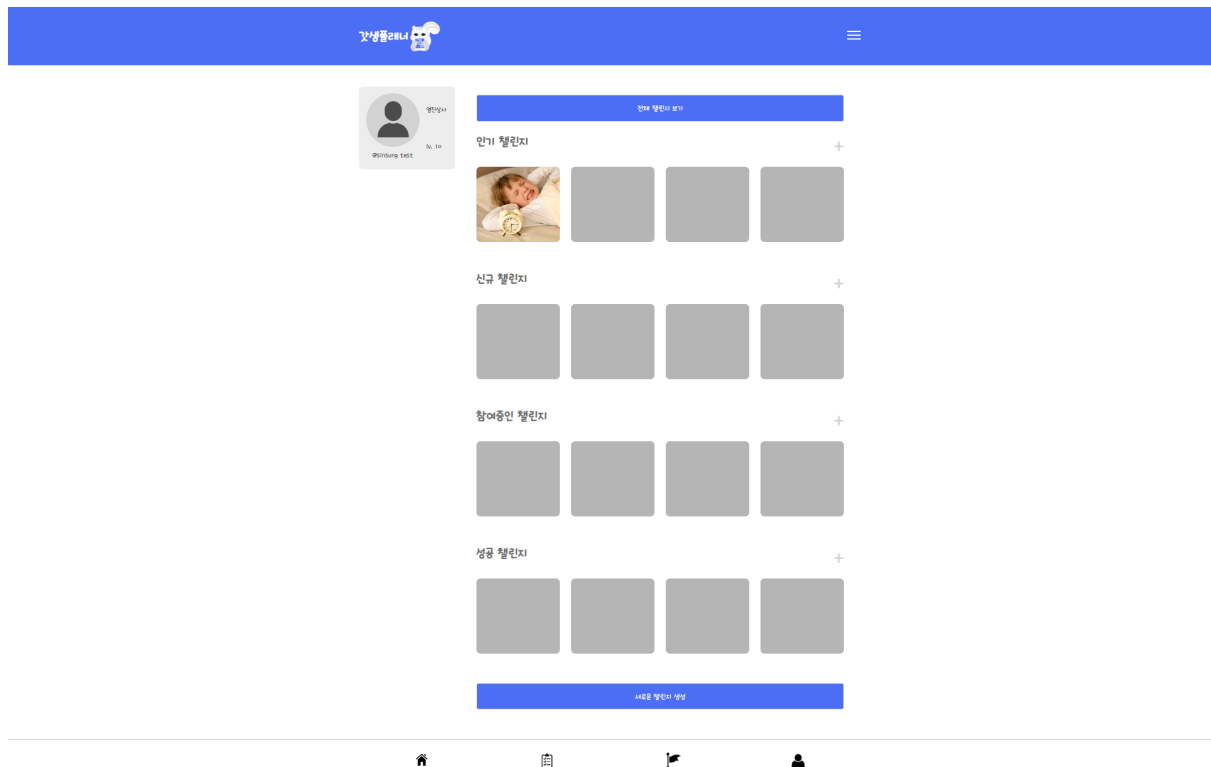 갓생플래너
영진상사
lv. 10
@Sinsung test
전체 챌린지 보기
인기 챌린지
신규 챌린지
참여중인 챌린지
성공 챌린지
새로운 챌린지 생성